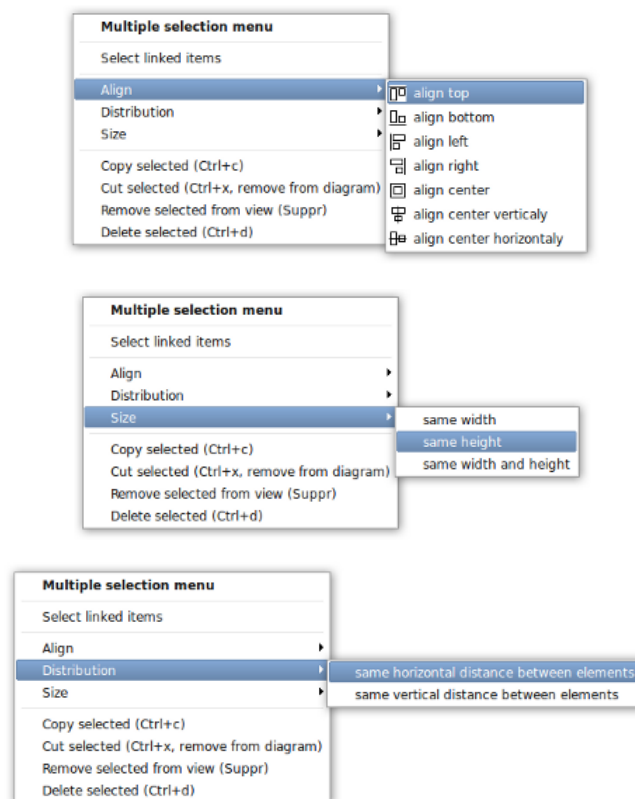 Multiple selection menu
Select linked items
Align
Distribution
Size
Copy selected (Ctrl+c)
Cut selected (Ctrl+x, remove from diagram)
Remove selected from view (Suppr)
Delete selected (Ctrl+d)
align top
align bottom
align left
align right
align center
align center verticaly
align center horizontaly
Multiple selection menu
Select linked items
Align
Distribution
Size
Copy selected (Ctrl+c)
Cut selected (Ctrl+x, remove from diagram)
Remove selected from view (Suppr)
Delete selected (Ctrl+d)
same width
same height
same width and height
Multiple selection menu
Select linked items
Align
Distribution
Size
Copy selected (Ctrl+c)
Cut selected (Ctrl+x, remove from diagram)
Remove selected from view (Suppr)
Delete selected (Ctrl+d)
same horizontal distance between elements
same vertical distance between elements